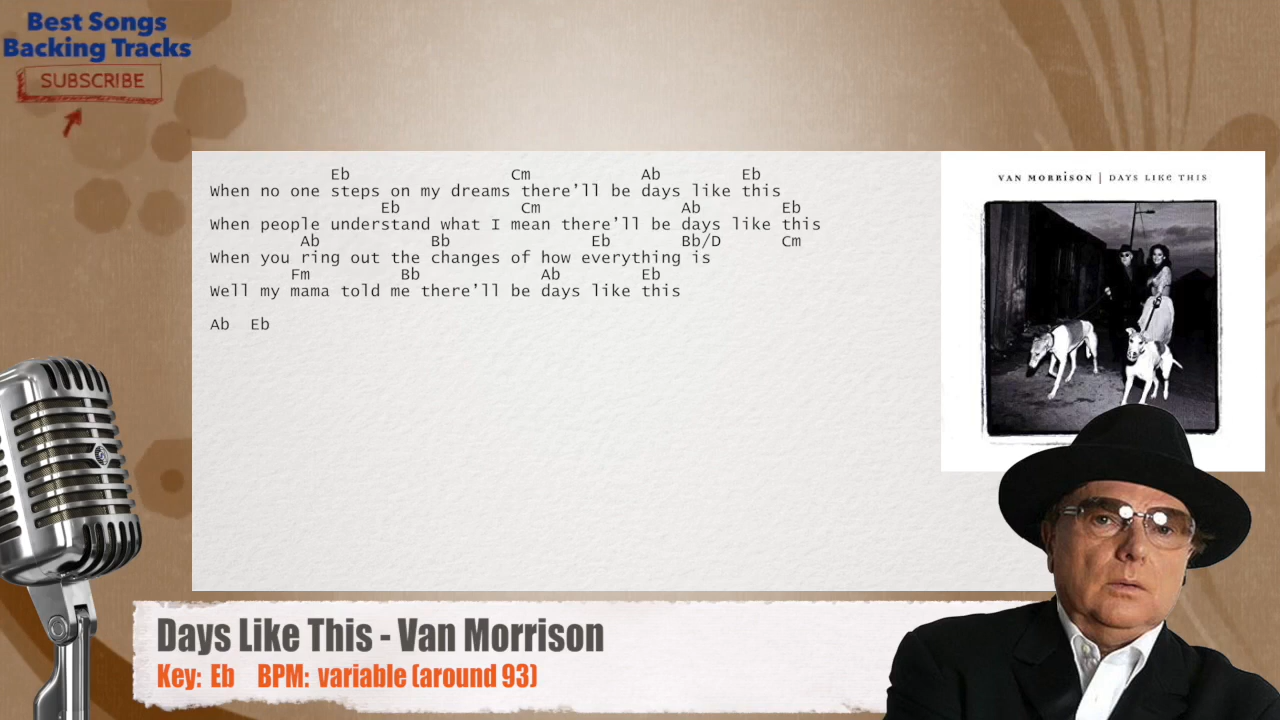 Best Songs
Backing Tracks
SUBSCRIBE
Eb Cm Ab Eb
When no one steps on my dreams there’ll be days like this
Eb Cm Ab Eb
When people understand what I mean there’ll be days like this
Ab Bb Eb Bb/D Cm
When you ring out the changes of how everything is
Fm Bb Ab Eb
Well my mama told me there’ll be days like this
Ab Eb
VAN MORRISON | DAYS LIKE THIS
Days Like This - Van Morrison
Key: Eb BPM: variable (around 93)